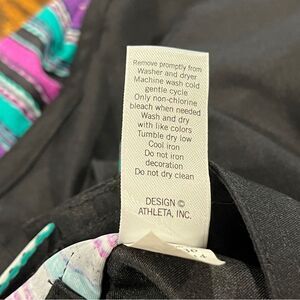 Remove promptly from
Washer and dryer
Machine wash cold
gentle cycle
Only non-chlorine
bleach when needed
Wash and dry
with like colors
Tumble dry low
Cool iron
Do not iron
decoration
Do not dry clean
DESIGN ©
ATHLETA, INC.